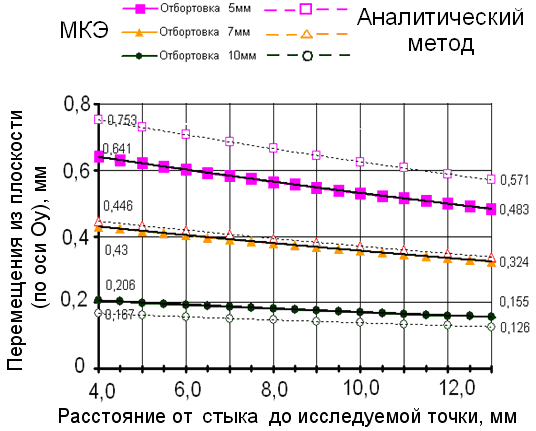 МКЭ
Отбортовка 5мм
Отбортовка 7мм
Отбортовка 10мм
Аналитический
метод
Перемещения из плоскости
(по оси Oy), мм
0,8
0,6
0,4
0,2
0
0,753
0,641
0,446
0,43
0,206
0,167
0,571
0,483
0,324
0,155
0,126
4,0 6,0 8,0 10,0 12,0
Расстояние от стыка до исследуемой точки, мм